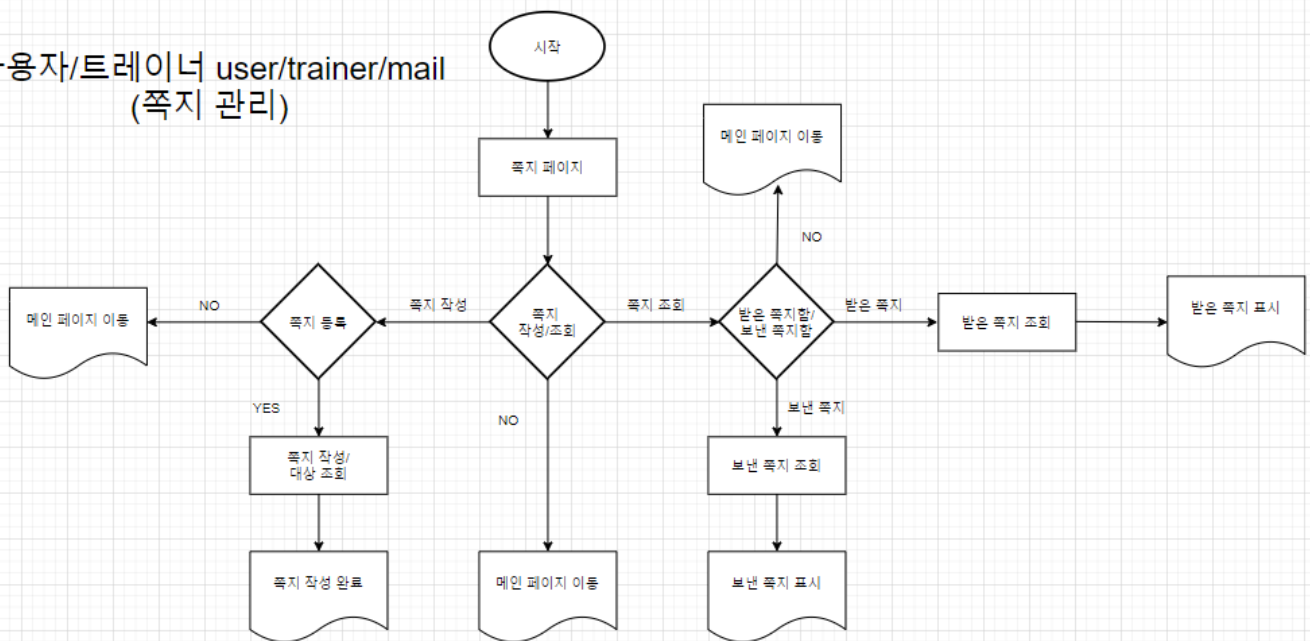 시작
용자/트레이너 user/trainer/mail
(쪽지 관리)
메인 페이지 이동
쪽지 페이지
NO
NO
쪽지 작성
쪽지 조회
받은 쪽지
메인 페이지 이동
쪽지 등록
쪽지
작성/조회
받은 쪽지함/
보낸 쪽지함
받은 쪽지 조회
받은 쪽지 표시
YES
NO
보낸 쪽지
쪽지 작성/
대상 조회
보낸 쪽지 조회
쪽지 작성 완료
메인 페이지 이동
보낸 쪽지 표시